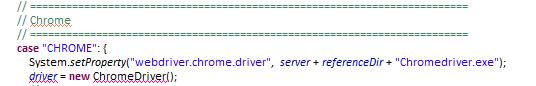 // ======================================================================
// Chrome
// ======================================================================
case "CHROME": {
System.setProperty("webdriver.chrome.driver", server + referenceDir + "Chromedriver.exe");
driver = new ChromeDriver();